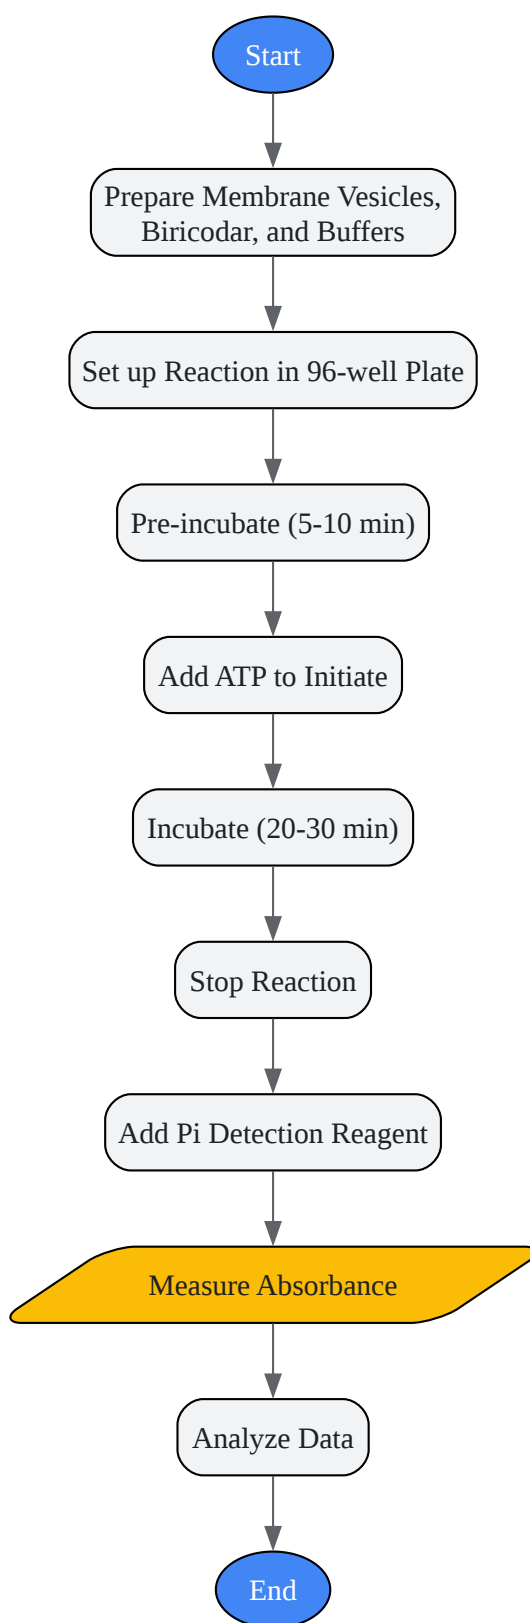 Start
Prepare Membrane Vesicles,
Biricodar, and Buffers
Set up Reaction in 96-well Plate
Pre-incubate (5-10 min)
Add ATP to Initiate
Incubate (20-30 min)
Stop Reaction
Add Pi Detection Reagent
Measure Absorbance
Analyze Data
End